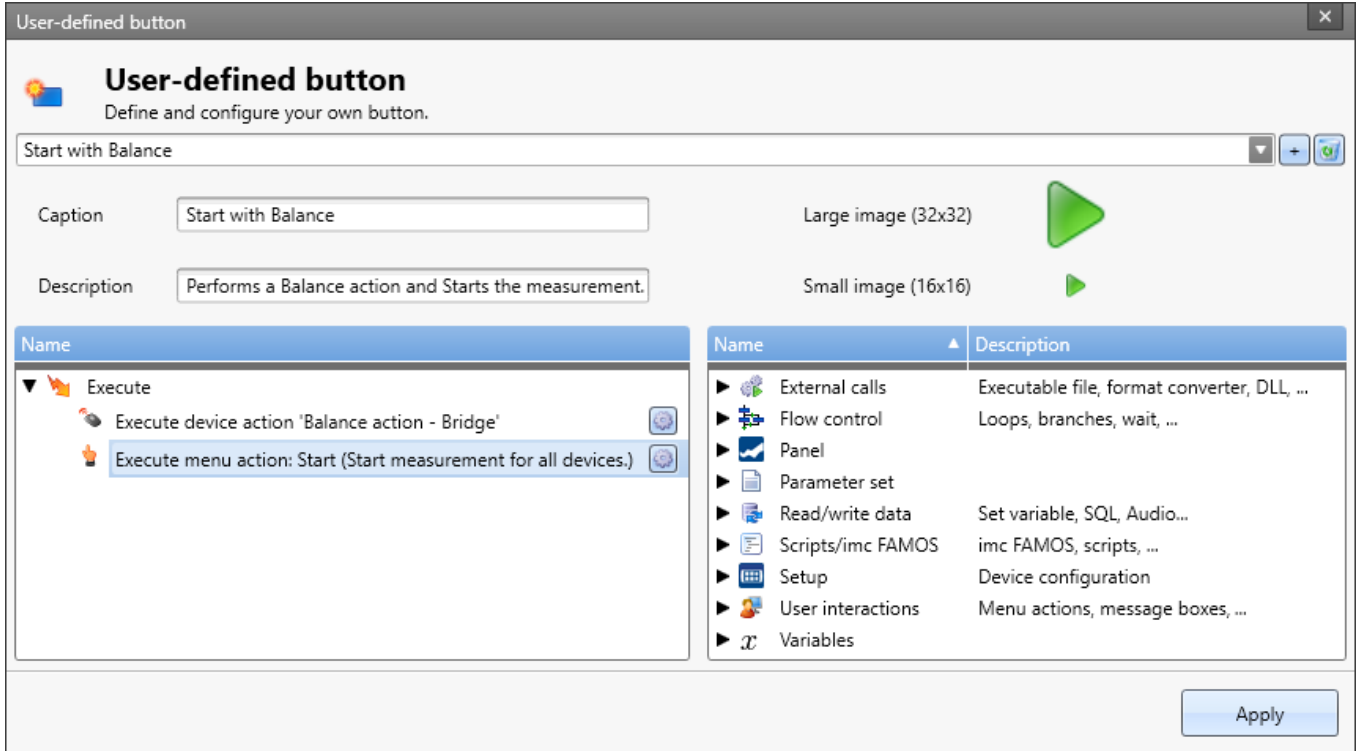 User-defined button
User-defined button
Define and configure your own button.
Start with Balance
+
Caption
Start with Balance
Large image (32x32)
Description
Performs a Balance action and Starts the measurement.
Small image (16x16)
Name
Name
Description
Execute
External calls
Executable file, format converter, DLL, ...
Execute device action 'Balance action - Bridge'
Flow control
Loops, branches, wait, ...
Execute menu action: Start (Start measurement for all devices.)
Panel
Parameter set
Read/write data
Set variable, SQL, Audio...
Scripts/imc FAMOS
imc FAMOS, scripts, ...
Setup
Device configuration
User interactions
Menu actions, message boxes, ...
x
Variables
Apply